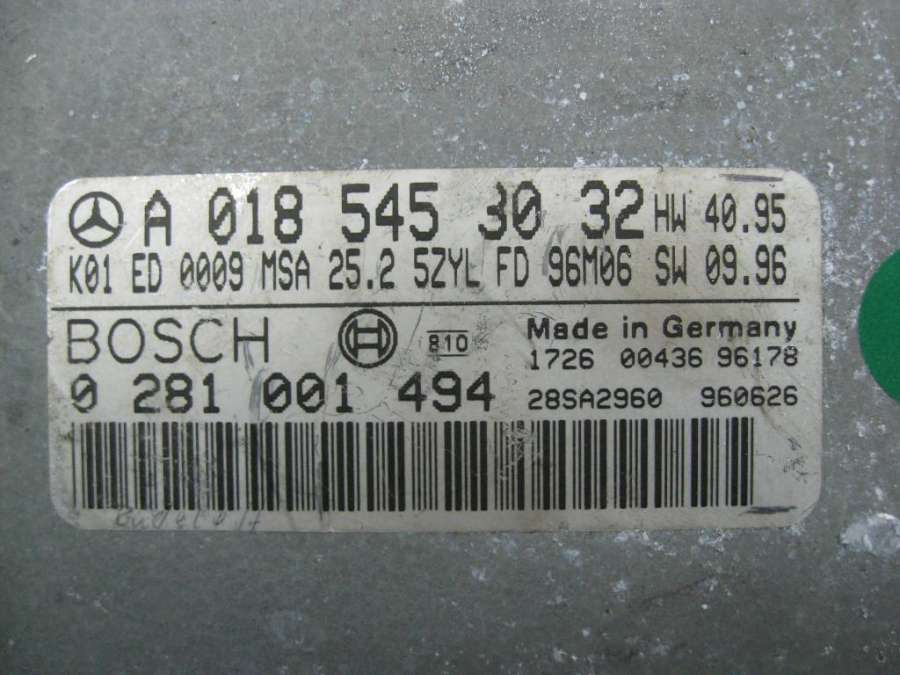 A 018 545 30 32 HW 40.95
K01 ED 0009 MSA 25.2 5ZYL FD 96M06 SW 09.96
BOSCH 810 Made in Germany
1726 00436 96178
0 281 001 494 28SA2960 960626